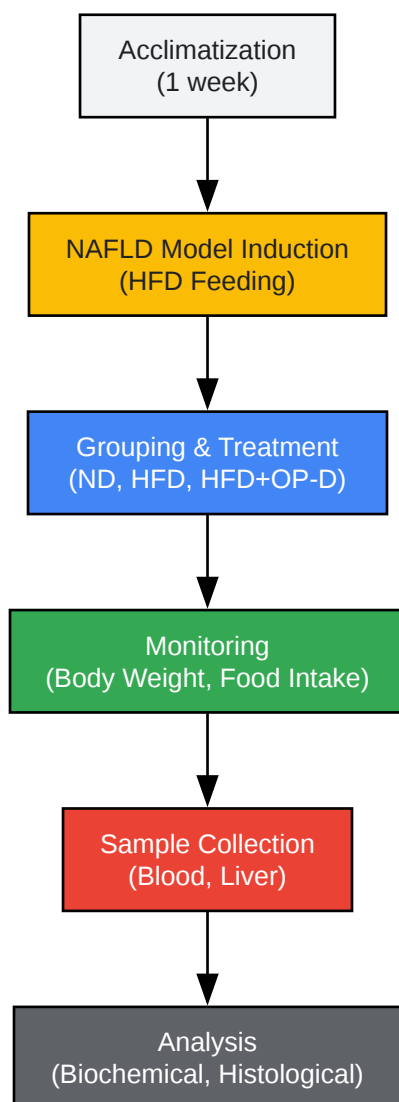 Acclimatization
(1 week)
NAFLD Model Induction
(HFD Feeding)
Grouping & Treatment
(ND, HFD, HFD+OP-D)
Monitoring
(Body Weight, Food Intake)
Sample Collection
(Blood, Liver)
Analysis
(Biochemical, Histological)